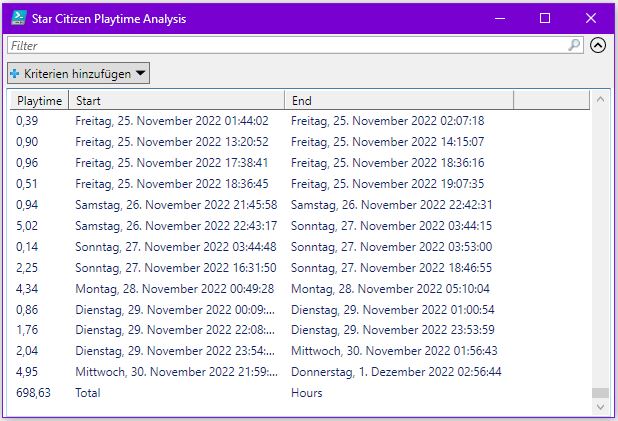 Star Citizen Playtime Analysis
Filter
Kriterien hinzufügen
Playtime Start End
0,39 Freitag, 25. November 2022 01:44:02 Freitag, 25. November 2022 02:07:18
0,90 Freitag, 25. November 2022 13:20:52 Freitag, 25. November 2022 14:15:07
0,96 Freitag, 25. November 2022 17:38:41 Freitag, 25. November 2022 18:36:16
0,51 Freitag, 25. November 2022 18:36:45 Freitag, 25. November 2022 19:07:35
0,94 Samstag, 26. November 2022 21:45:58 Samstag, 26. November 2022 22:42:31
5,02 Samstag, 26. November 2022 22:43:17 Sonntag, 27. November 2022 03:44:15
0,14 Sonntag, 27. November 2022 03:44:48 Sonntag, 27. November 2022 03:53:00
2,25 Sonntag, 27. November 2022 16:31:50 Sonntag, 27. November 2022 18:46:55
4,34 Montag, 28. November 2022 00:49:28 Montag, 28. November 2022 05:10:04
0,86 Dienstag, 29. November 2022 00:09:... Dienstag, 29. November 2022 01:00:54
1,76 Dienstag, 29. November 2022 22:08:... Dienstag, 29. November 2022 23:53:59
2,04 Dienstag, 29. November 2022 23:54:... Mittwoch, 30. November 2022 01:56:43
4,95 Mittwoch, 30. November 2022 21:59:... Donnerstag, 1. Dezember 2022 02:56:44
698,63 Total Hours